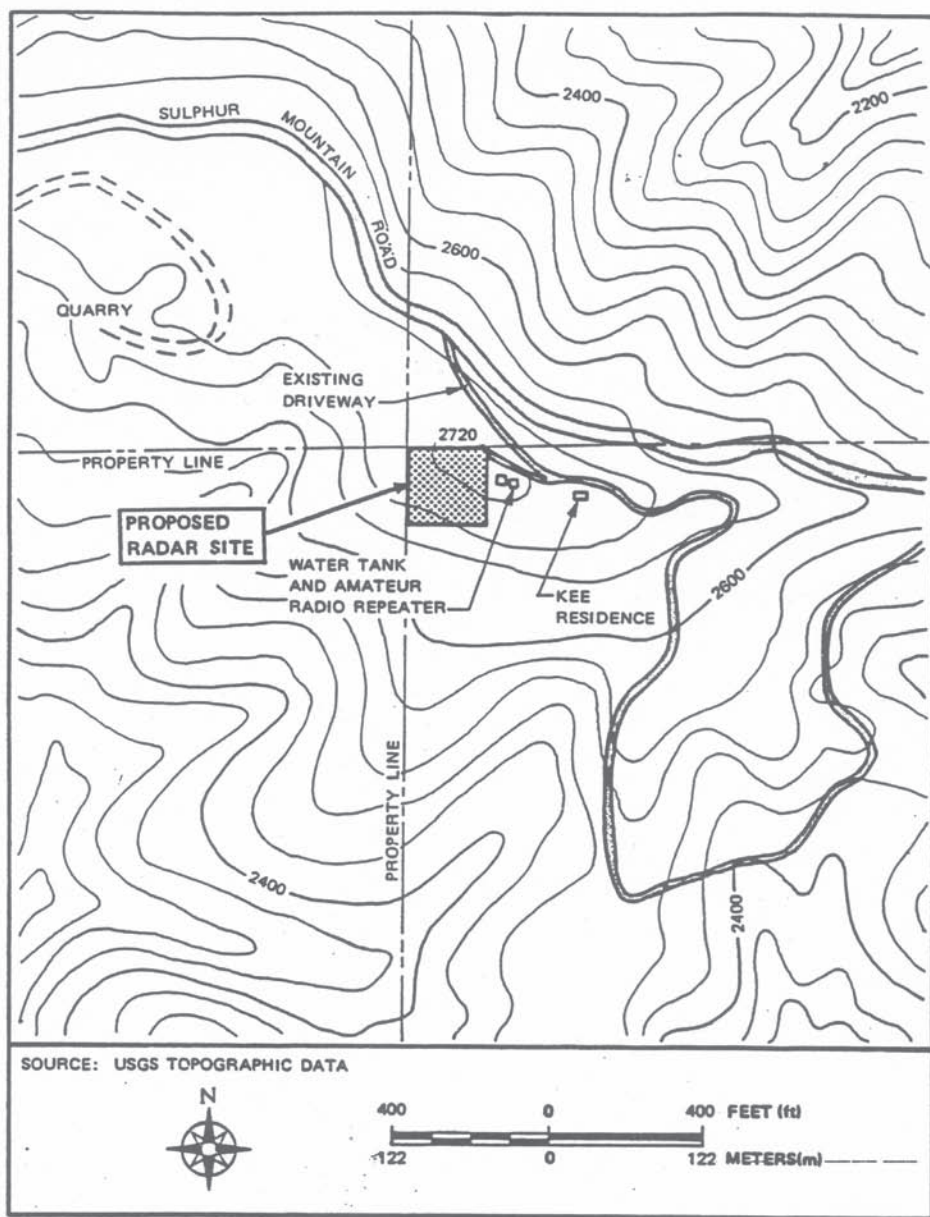 SULPHUR
MOUNTAIN
ROAD
2400
2200
2600
QUARRY
EXISTING
DRIVEWAY
2720
PROPERTY LINE
PROPOSED
RADAR SITE
WATER TANK
AND AMATEUR
RADIO REPEATER
KEE
RESIDENCE
2600
PROPERTY LINE
2400
2400
SOURCE: USGS TOPOGRAPHIC DATA
N
400 0 400 FEET (ft)
122 0 122 METERS(m)